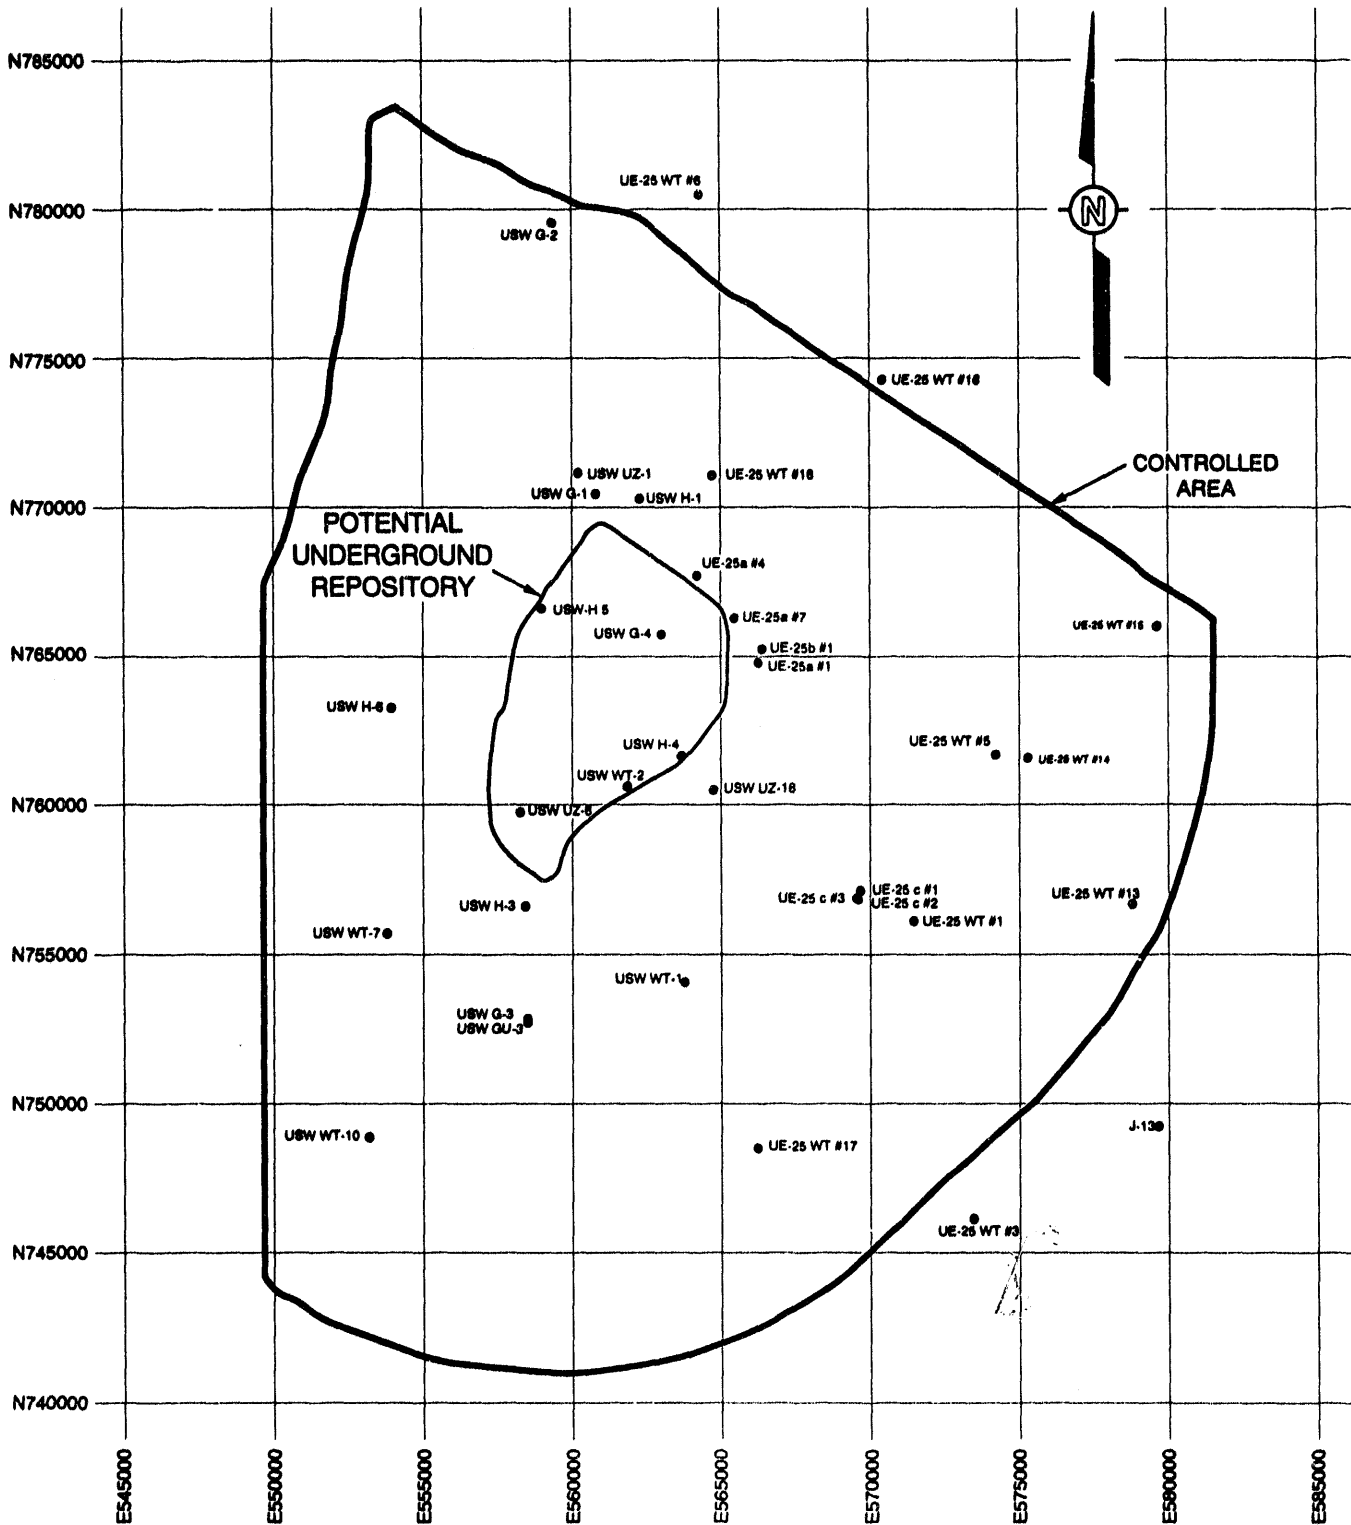 N785000
UE-25 WT #6
N780000
USW G-2
N
N775000
UE-25 WT #16
CONTROLLED
AREA
USW UZ-1
UE-25 WT #18
USW G-1
USW H-1
N770000
POTENTIAL
UNDERGROUND
REPOSITORY
UE-25a #4
USW-H 5
UE-25a #7
USW G-4
UE-25 WT #15
UE-25b #1
N765000
UE-25a #1
USW H-6
USW H-4
UE-25 WT #5
UE-25 WT #14
USW WT-2
USW UZ-16
N760000
USW UZ-6
UE-25 c #1
UE-25 c #3
UE-25 c #2
UE-25 WT #13
USW H-3
UE-25 WT #1
USW WT-7
N755000
USW WT-1
USW G-3
USW GU-3
N750000
USW WT-10
J-13
UE-25 WT #17
UE-25 WT #3
N745000
N740000
E545000
E550000
E555000
E560000
E565000
E570000
E575000
E580000
E585000